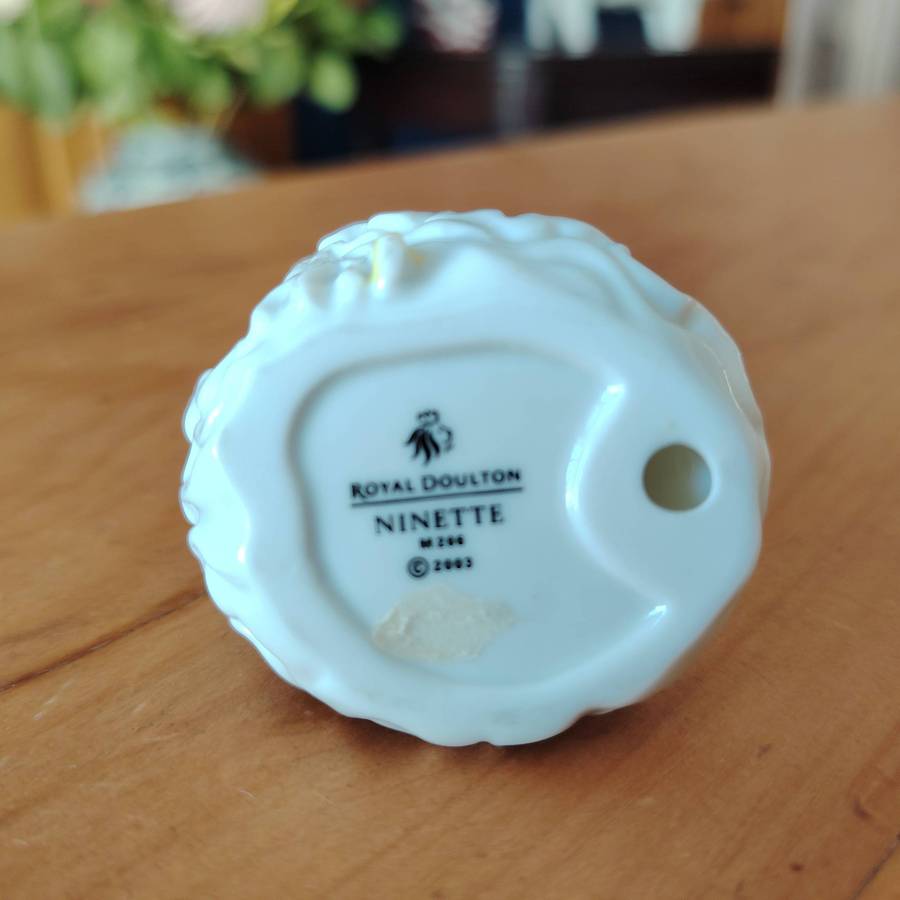 ROYAL DOULTON
NINETTE
M 206
© 2003